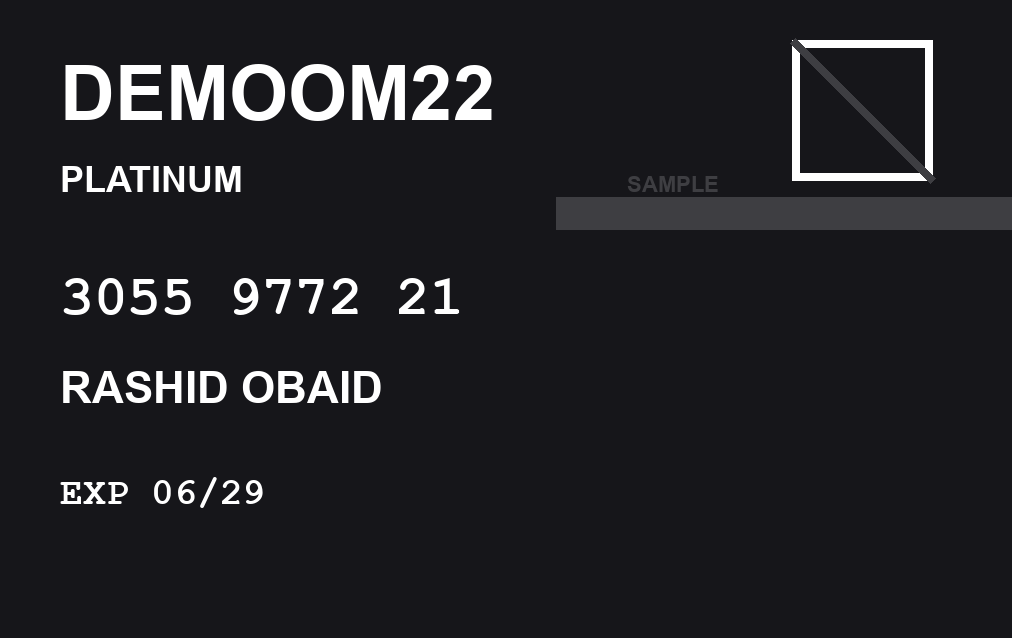 DEMOOM22
PLATINUM
SAMPLE
3055 9772 21
RASHID OBAID
EXP 06/29